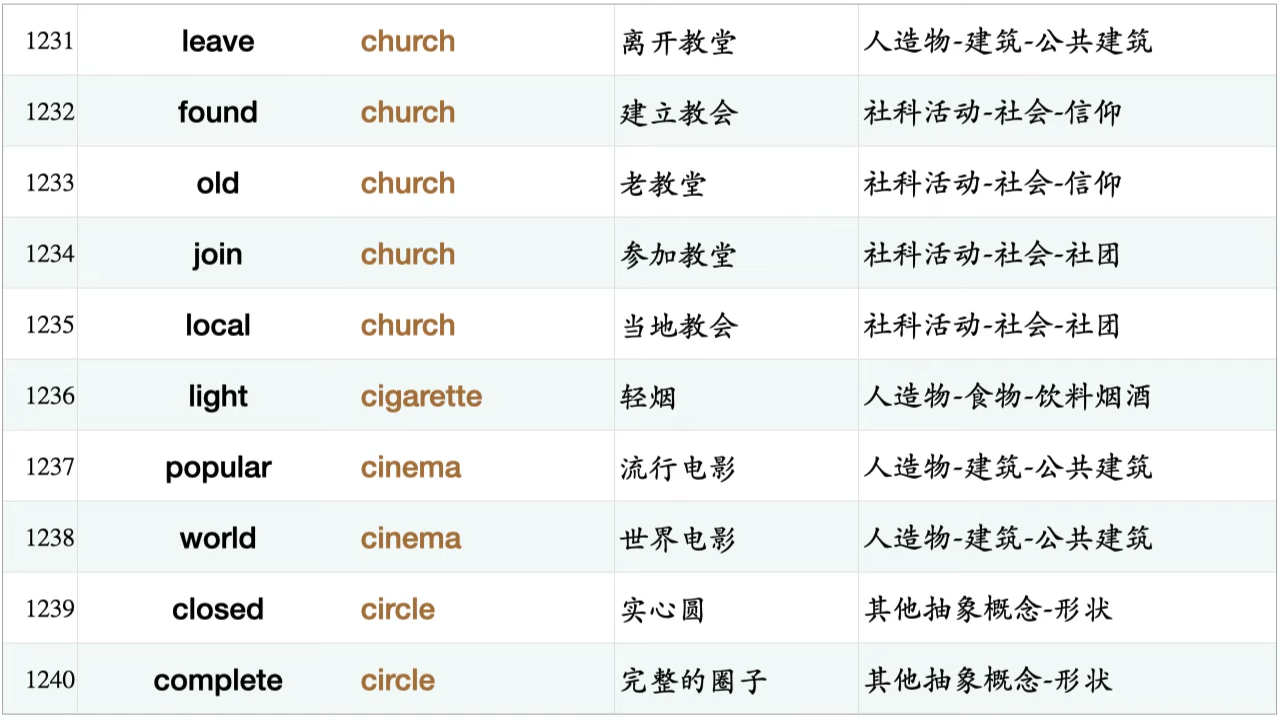 1231 leave church 离开教堂 人造物-建筑-公共建筑
1232 found church 建立教会 社科活动-社会-信仰
1233 old church 老教堂 社科活动-社会-信仰
1234 join church 参加教堂 社科活动-社会-社团
1235 local church 当地教会 社科活动-社会-社团
1236 light cigarette 轻烟 人造物-食物-饮料烟酒
1237 popular cinema 流行电影 人造物-建筑-公共建筑
1238 world cinema 世界电影 人造物-建筑-公共建筑
1239 closed circle 实心圆 其他抽象概念-形状
1240 complete circle 完整的圈子 其他抽象概念-形状